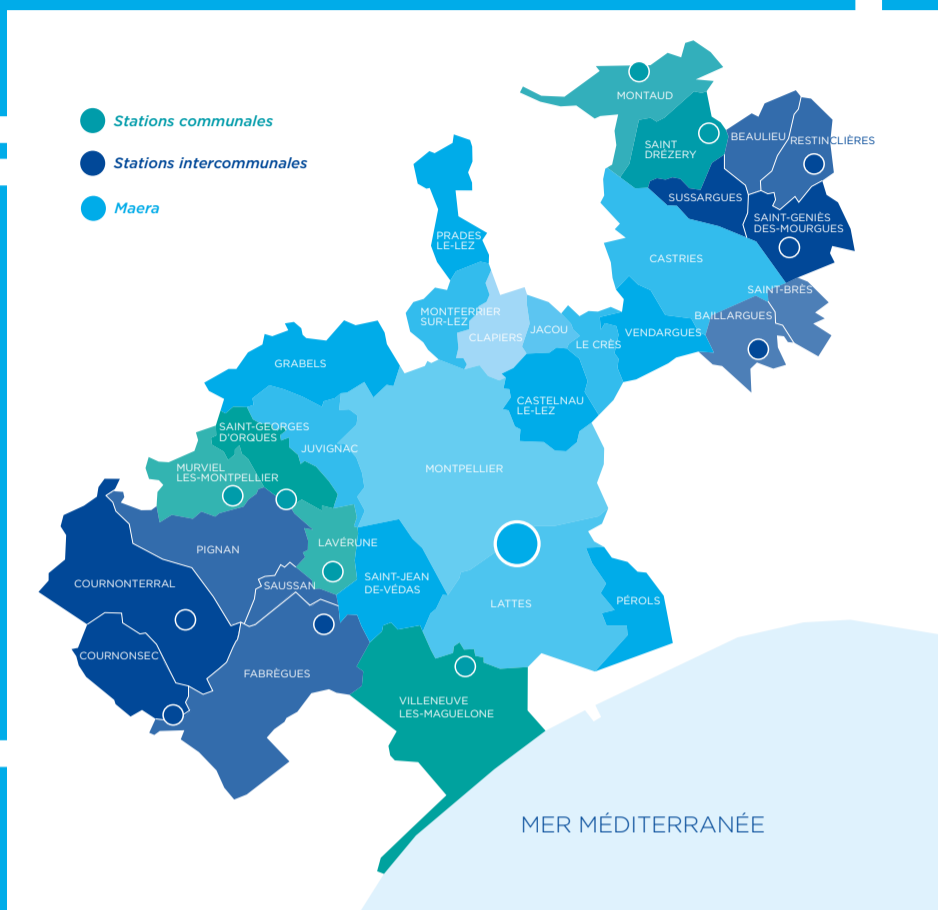 Stations communales
Stations intercommunales
Maera
MONTAUD
SAINT
DRÉZERY
BEAULIEU
RESTINCLIÈRES
SUSSARGUES
SAINT-GENIÈS
DES-MOURGUES
PRADES
LE-LEZ
CASTRIES
SAINT-BRÈS
BAILLARGUES
MONTFERRIER
SUR-LEZ
CLAPIERS
JACOU
LE CRÈS
VENDARGUES
GRABELS
CASTELNAU
LE-LEZ
SAINT-GEORGES
D'ORQUES
JUVIGNAC
MURVIEL
LES-MONTPELLIER
MONTPELLIER
PIGNAN
LAVÉRUNE
COURNONTERRAL
SAUSSAN
SAINT-JEAN
DE-VÉDAS
LATTES
PÉROLS
COURNONSEC
FABRÈGUES
VILLENEUVE
LES-MAGUELONE
MER MÉDITERRANÉE